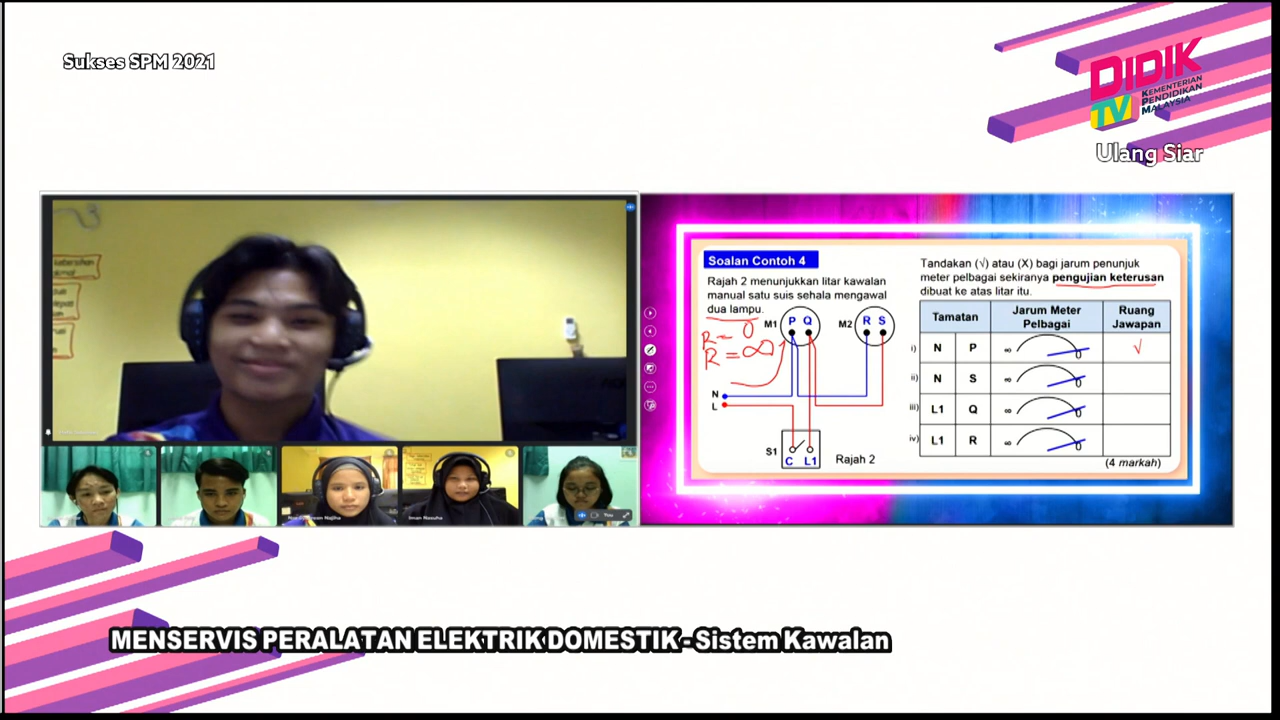 Sukses SPM 2021
DIDIK
TV
KEMENTERIAN
PENDIDIKAN
MALAYSIA
Ulang Siar
Soalan Contoh 4
Rajah 2 menunjukkan litar kawalan
manual satu suis sehala mengawal
dua lampu.
R = 0
R = ∞
M1 P Q
M2 R S
N
L
S1
C L1
Rajah 2
Tandakan (√) atau (X) bagi jarum penunjuk
meter pelbagai sekiranya pengujian keterusan
dibuat ke atas litar itu.
Tamatan Jarum Meter Pelbagai Ruang Jawapan
i) N P ∞ 0 √
ii) N S ∞ 0
iii) L1 Q ∞ 0
iv) L1 R ∞ 0
(4 markah)
Iman Nasuha
You
MENSERVIS PERALATAN ELEKTRIK DOMESTIK - Sistem Kawalan